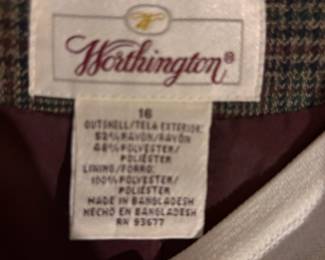 Worthington®
16
OUTSHELL/TELA EXTERIOR:
52% RAYON/RAYÓN
48% POLYESTER/
POLIÉSTER
LINING/FORRO:
100% POLYESTER/
POLIÉSTER
MADE IN BANGLADESH
HECHO EN BANGLADESH
RN 93677